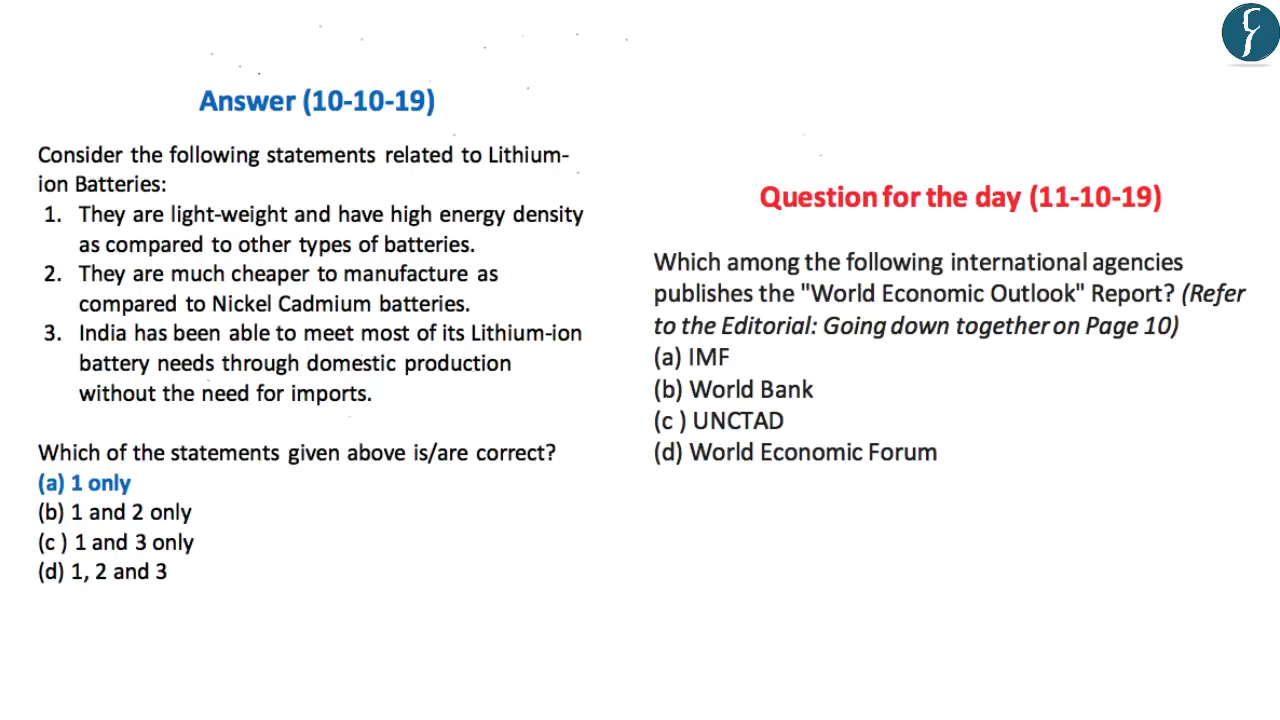 Answer (10-10-19)
Consider the following statements related to Lithium-
ion Batteries:
1. They are light-weight and have high energy density
as compared to other types of batteries.
2. They are much cheaper to manufacture as
compared to Nickel Cadmium batteries.
3. India has been able to meet most of its Lithium-ion
battery needs through domestic production
without the need for imports.
Which of the statements given above is/are correct?
(a) 1 only
(b) 1 and 2 only
(c ) 1 and 3 only
(d) 1, 2 and 3
Question for the day (11-10-19)
Which among the following international agencies
publishes the "World Economic Outlook" Report? (Refer
to the Editorial: Going down together on Page 10)
(a) IMF
(b) World Bank
(c ) UNCTAD
(d) World Economic Forum